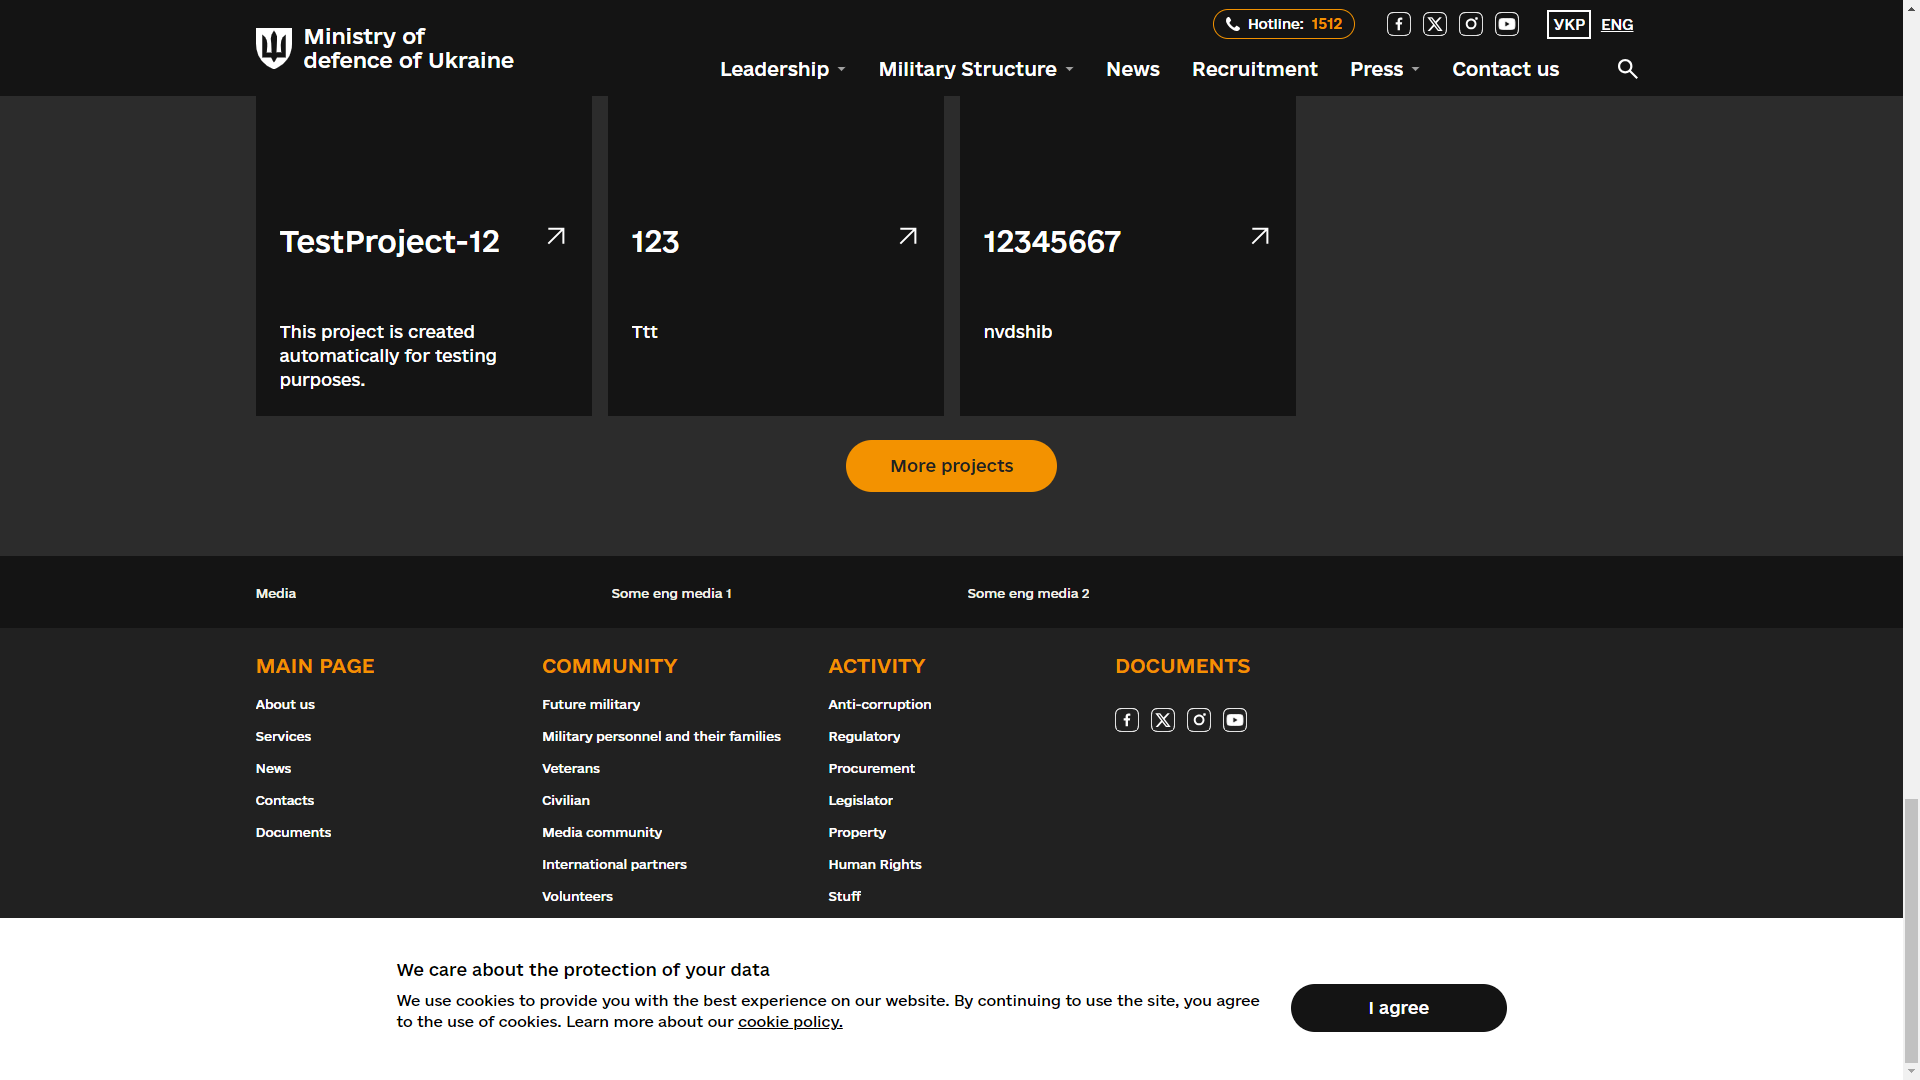 Ministry of
defence of Ukraine
Hotline: 1512
УКР
ENG
Leadership
Military Structure
News
Recruitment
Press
Contact us
TestProject-12
This project is created
automatically for testing
purposes.
123
Ttt
12345667
nvdshib
More projects
Media
Some eng media 1
Some eng media 2
MAIN PAGE
About us
Services
News
Contacts
Documents
COMMUNITY
Future military
Military personnel and their families
Veterans
Civilian
Media community
International partners
Volunteers
ACTIVITY
Anti-corruption
Regulatory
Procurement
Legislator
Property
Human Rights
Stuff
DOCUMENTS
We care about the protection of your data
We use cookies to provide you with the best experience on our website. By continuing to use the site, you agree
to the use of cookies. Learn more about our cookie policy.
I agree